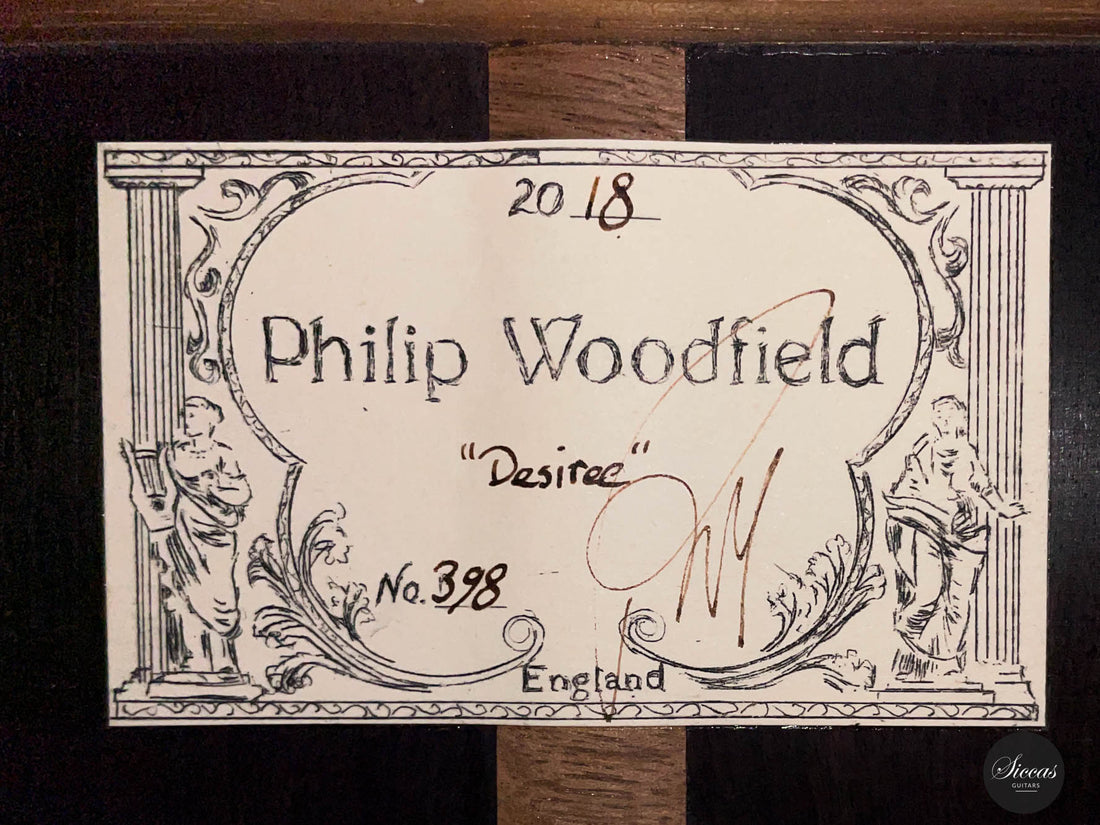 2018
Philip Woodfield
"Desiree"
No. 398
England
Siccas
GUITARS